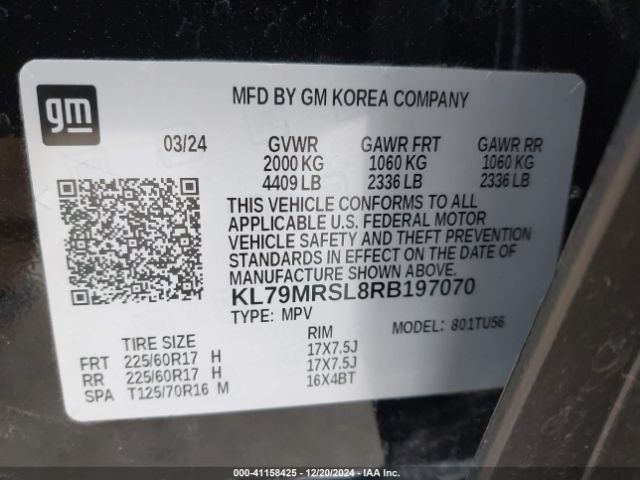 gm
MFD BY GM KOREA COMPANY
03/24 GVWR GAWR FRT GAWR RR
2000 KG 1060 KG 1060 KG
4409 LB 2336 LB 2336 LB
THIS VEHICLE CONFORMS TO ALL
APPLICABLE U.S. FEDERAL MOTOR
VEHICLE SAFETY AND THEFT PREVENTION
STANDARDS IN EFFECT ON THE DATE OF
MANUFACTURE SHOWN ABOVE.
KL79MRSL8RB197070
TYPE: MPV MODEL: 801TU56
TIRE SIZE RIM
FRT 225/60R17 H 17X7.5J
RR 225/60R17 H 17X7.5J
SPA T125/70R16 M 16X4BT
000-41158425 - 12/20/2024 - IAA Inc.